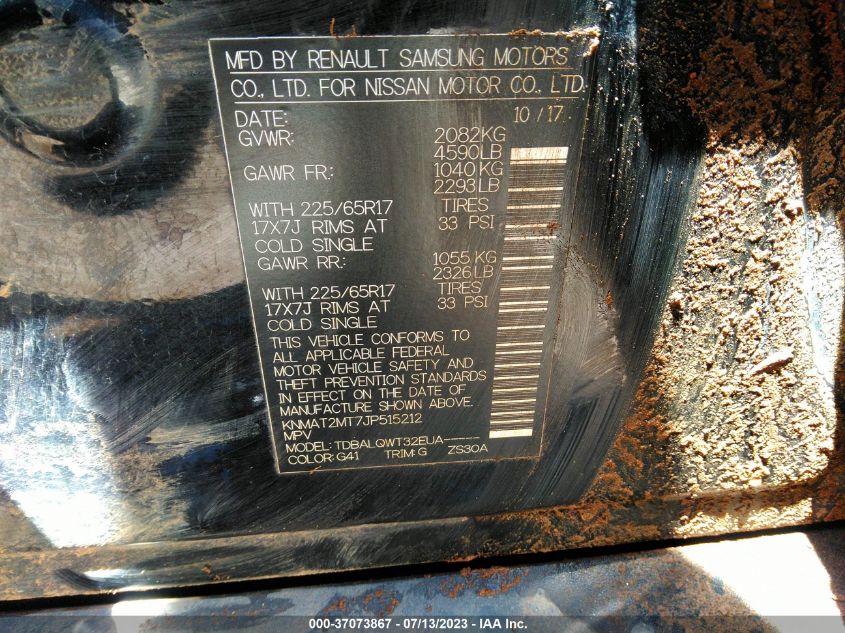 MFD BY RENAULT SAMSUNG MOTORS
CO., LTD. FOR NISSAN MOTOR CO., LTD.
DATE: 10/17
GVWR: 2082KG
4590LB
GAWR FR: 1040KG
2293LB
WITH 225/65R17 TIRES
17X7J RIMS AT 33 PSI
COLD SINGLE
GAWR RR: 1055 KG
2326LB
WITH 225/65R17 TIRES
17X7J RIMS AT 33 PSI
COLD SINGLE
THIS VEHICLE CONFORMS TO
ALL APPLICABLE FEDERAL
MOTOR VEHICLE SAFETY AND
THEFT PREVENTION STANDARDS
IN EFFECT ON THE DATE OF
MANUFACTURE SHOWN ABOVE.
KNMAT2MT7JP515212
MPV
MODEL: TDBALQWT32EUA-----
COLOR: G41 TRIM: G ZS30A
000-37073867 - 07/13/2023 - IAA Inc.